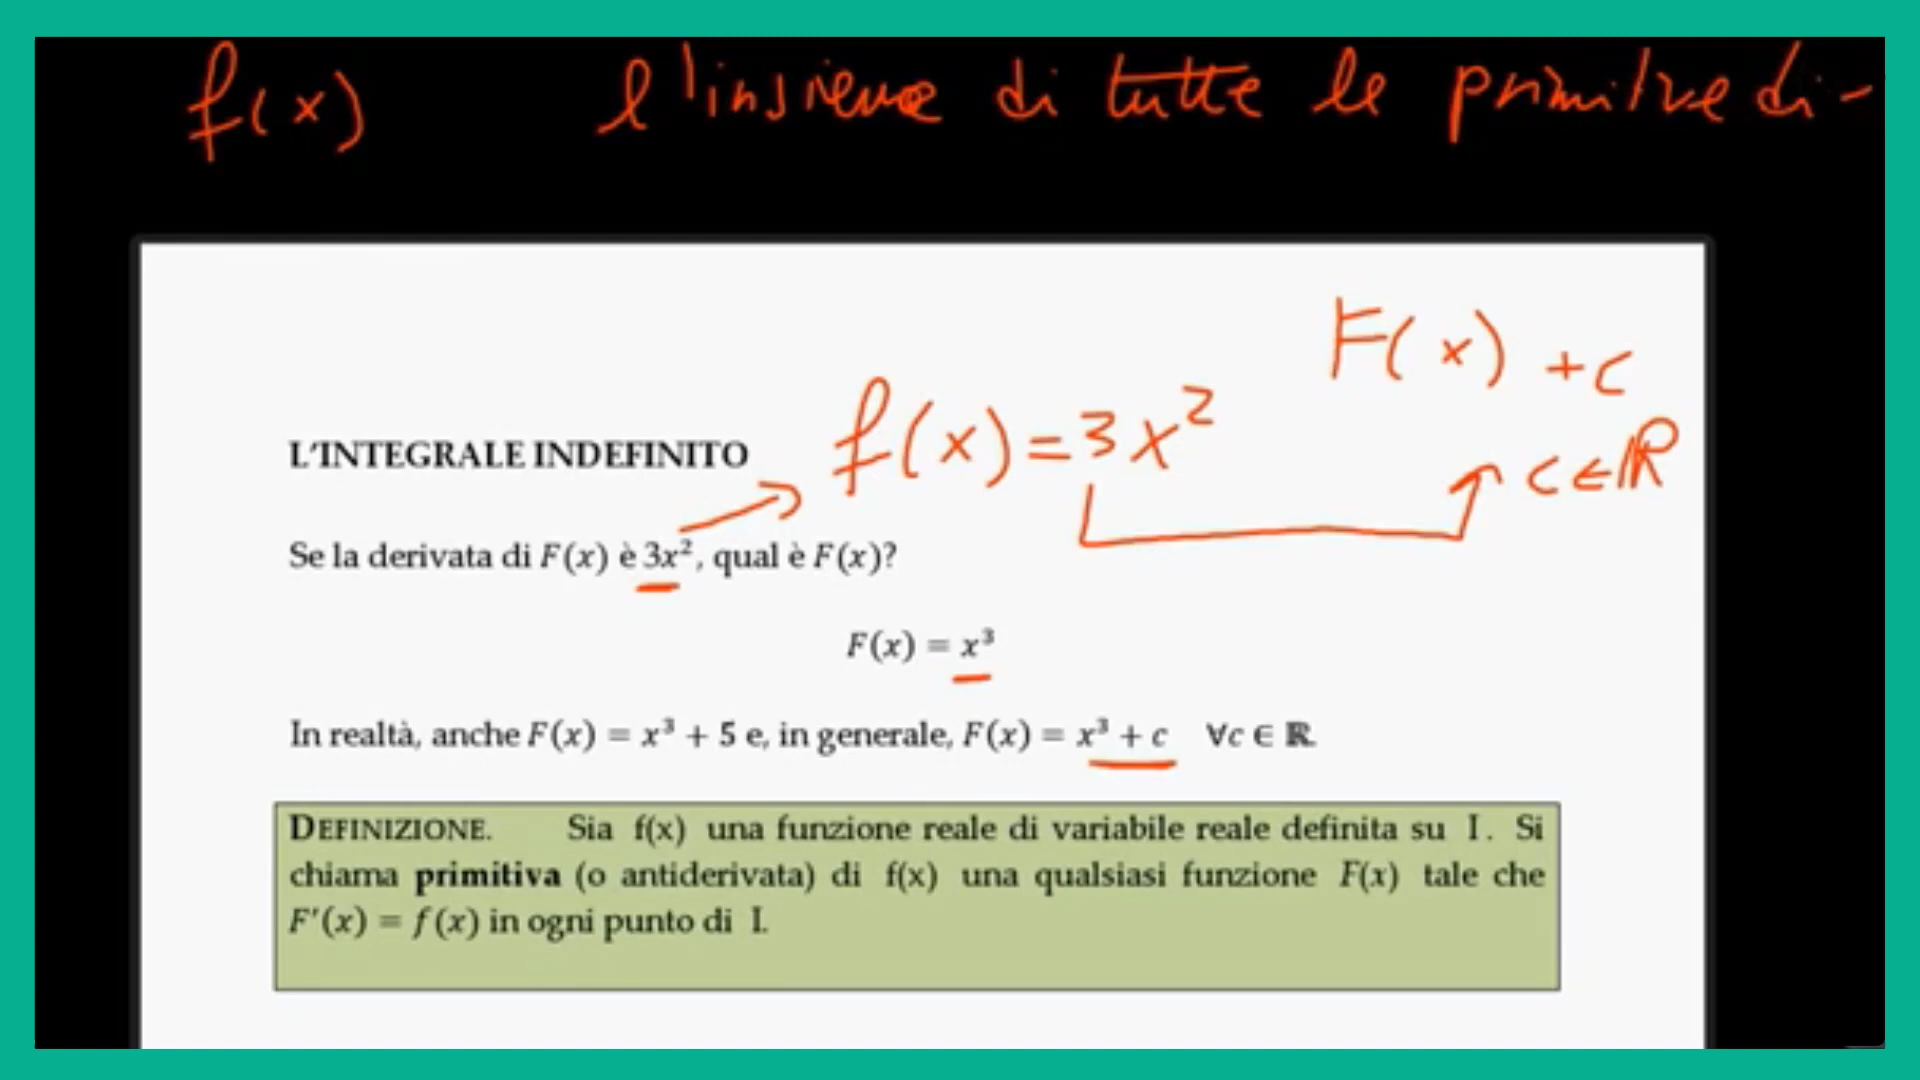 f(x) l'insieme di tutte le primitive di
F(x) + c
f(x) = 3x²
c ∈ ℝ
L'INTEGRALE INDEFINITO
Se la derivata di F(x) è 3x², qual è F(x)?
F(x) = x³
In realtà, anche F(x) = x³ + 5 e, in generale, F(x) = x³ + c ∀c ∈ ℝ
DEFINIZIONE. Sia f(x) una funzione reale di variabile reale definita su I. Si
chiama primitiva (o antiderivata) di f(x) una qualsiasi funzione F(x) tale che
F'(x) = f(x) in ogni punto di I.